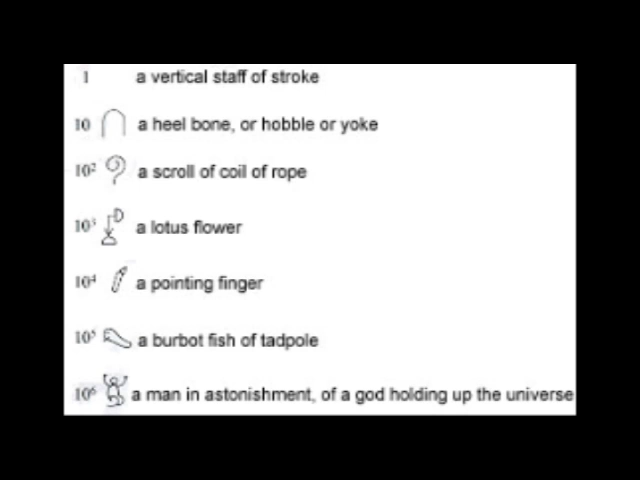 1 a vertical staff of stroke
10 a heel bone, or hobble or yoke
10² a scroll of coil of rope
10³ a lotus flower
10⁴ a pointing finger
10⁵ a burbot fish of tadpole
10⁶ a man in astonishment, of a god holding up the universe